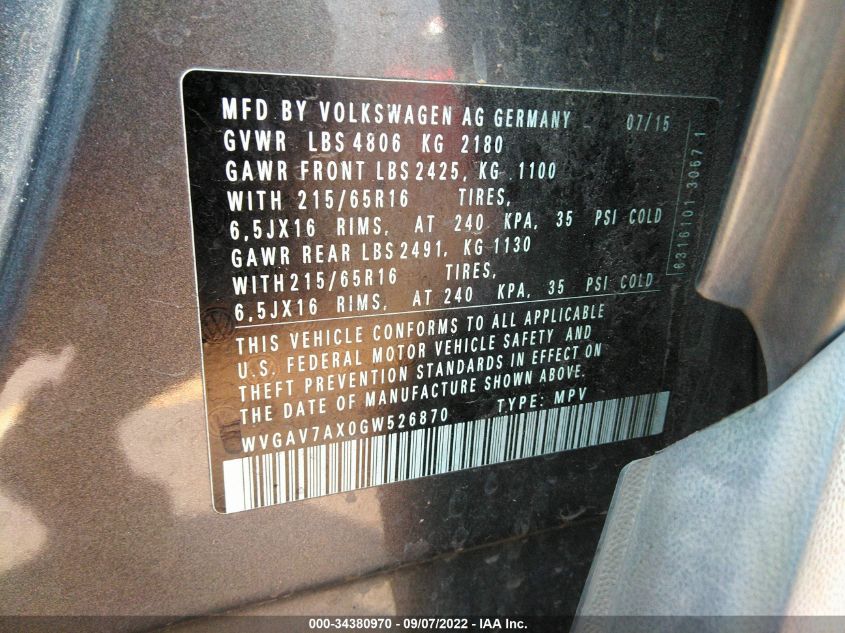 MFD BY VOLKSWAGEN AG GERMANY 07/15
GVWR LBS 4806 KG 2180
GAWR FRONT LBS 2425, KG 1100
WITH 215/65R16 TIRES,
6,5JX16 RIMS, AT 240 KPA, 35 PSI COLD
GAWR REAR LBS 2491, KG 1130
WITH 215/65R16 TIRES,
6,5JX16 RIMS, AT 240 KPA, 35 PSI COLD
6316101 30671
THIS VEHICLE CONFORMS TO ALL APPLICABLE
U.S. FEDERAL MOTOR VEHICLE SAFETY AND
THEFT PREVENTION STANDARDS IN EFFECT ON
THE DATE OF MANUFACTURE SHOWN ABOVE.
WVGAV7AX0GW526870 TYPE: MPV
000-34380970 - 09/07/2022 - IAA Inc.